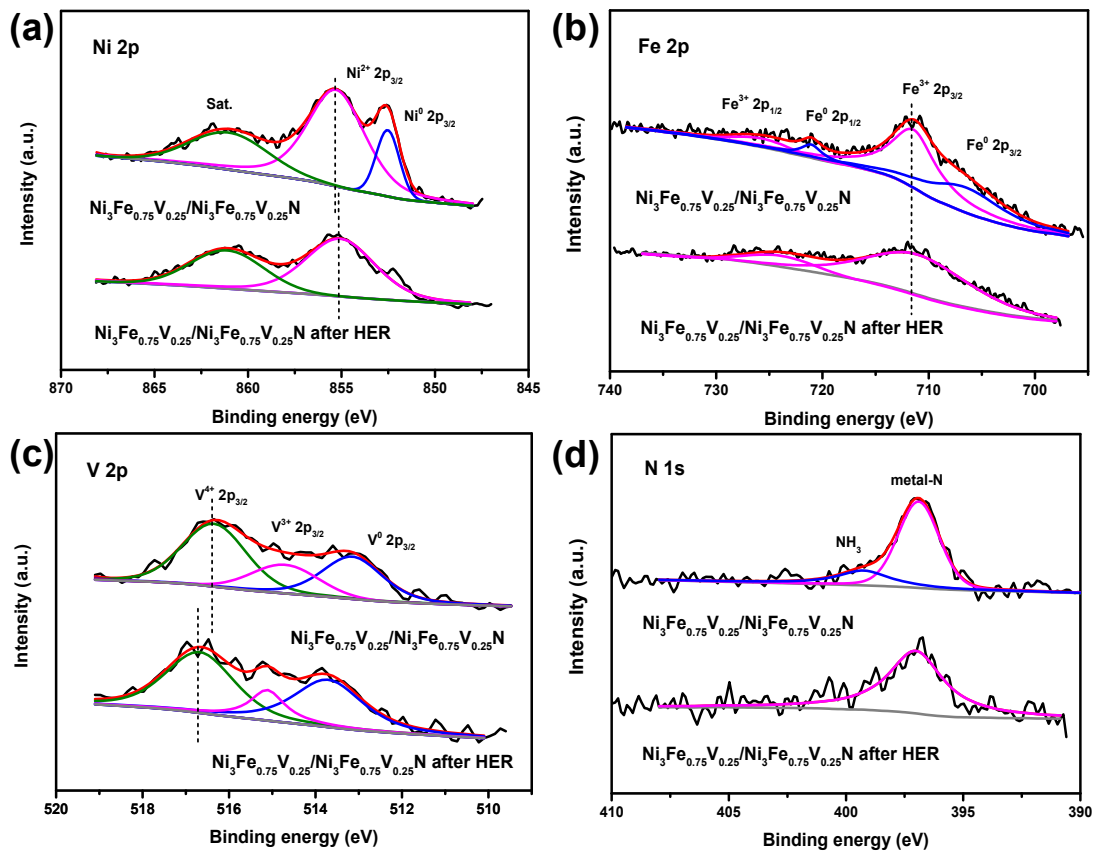 (a)
Ni 2p
Sat.
Ni²⁺ 2p₃/₂
Ni⁰ 2p₃/₂
Ni₃Fe₀.₇₅V₀.₂₅/Ni₃Fe₀.₇₅V₀.₂₅N
Ni₃Fe₀.₇₅V₀.₂₅/Ni₃Fe₀.₇₅V₀.₂₅N after HER
Intensity (a.u.)
870 865 860 855 850 845
Binding energy (eV)
(b)
Fe 2p
Fe³⁺ 2p₁/₂
Fe⁰ 2p₁/₂
Fe³⁺ 2p₃/₂
Fe⁰ 2p₃/₂
Ni₃Fe₀.₇₅V₀.₂₅/Ni₃Fe₀.₇₅V₀.₂₅N
Ni₃Fe₀.₇₅V₀.₂₅/Ni₃Fe₀.₇₅V₀.₂₅N after HER
Intensity (a.u.)
740 730 720 710 700
Binding energy (eV)
(c)
V 2p
V⁴⁺ 2p₃/₂
V³⁺ 2p₃/₂
V⁰ 2p₃/₂
Ni₃Fe₀.₇₅V₀.₂₅/Ni₃Fe₀.₇₅V₀.₂₅N
Ni₃Fe₀.₇₅V₀.₂₅/Ni₃Fe₀.₇₅V₀.₂₅N after HER
Intensity (a.u.)
520 518 516 514 512 510
Binding energy (eV)
(d)
N 1s
metal-N
NH₃
Ni₃Fe₀.₇₅V₀.₂₅/Ni₃Fe₀.₇₅V₀.₂₅N
Ni₃Fe₀.₇₅V₀.₂₅/Ni₃Fe₀.₇₅V₀.₂₅N after HER
Intensity (a.u.)
410 405 400 395 390
Binding energy (eV)